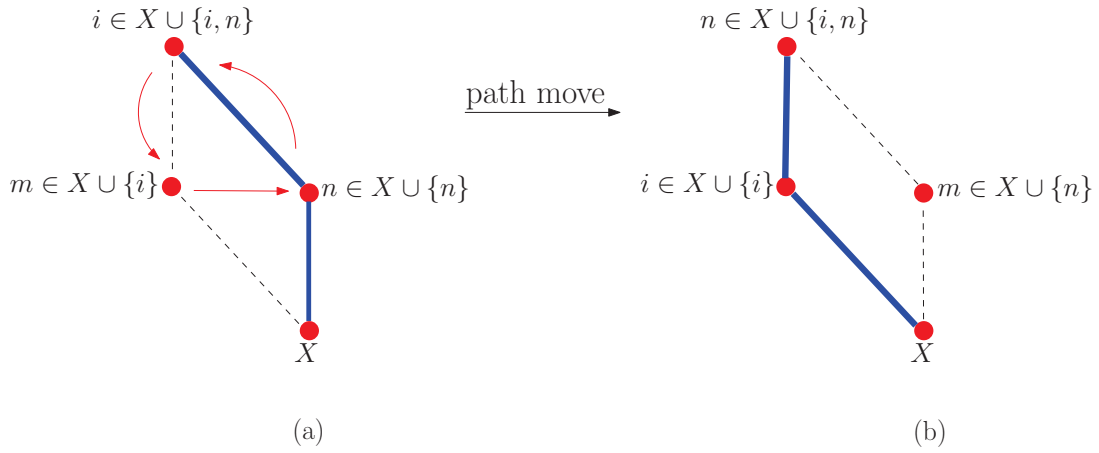 i ∈ X ∪ {i, n}
m ∈ X ∪ {i}
n ∈ X ∪ {n}
X
(a)
path move
n ∈ X ∪ {i, n}
i ∈ X ∪ {i}
m ∈ X ∪ {n}
X
(b)